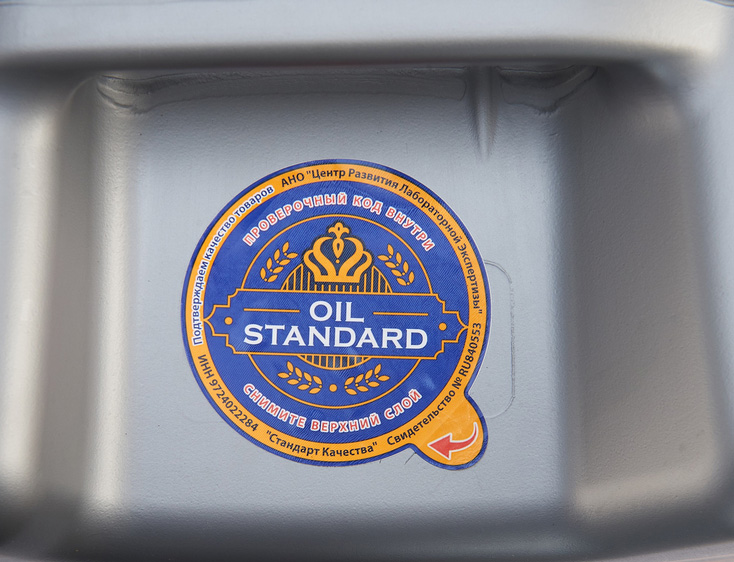 Подтверждаем качество товаров
АНО "Центр Развития Лабораторной Экспертизы"
ПРОВЕРОЧНЫЙ КОД ВНУТРИ
OIL
STANDARD
СНИМИТЕ ВЕРХНИЙ СЛОЙ
ИНН 9724022284
"Стандарт Качества"
Свидетельство № RU840553